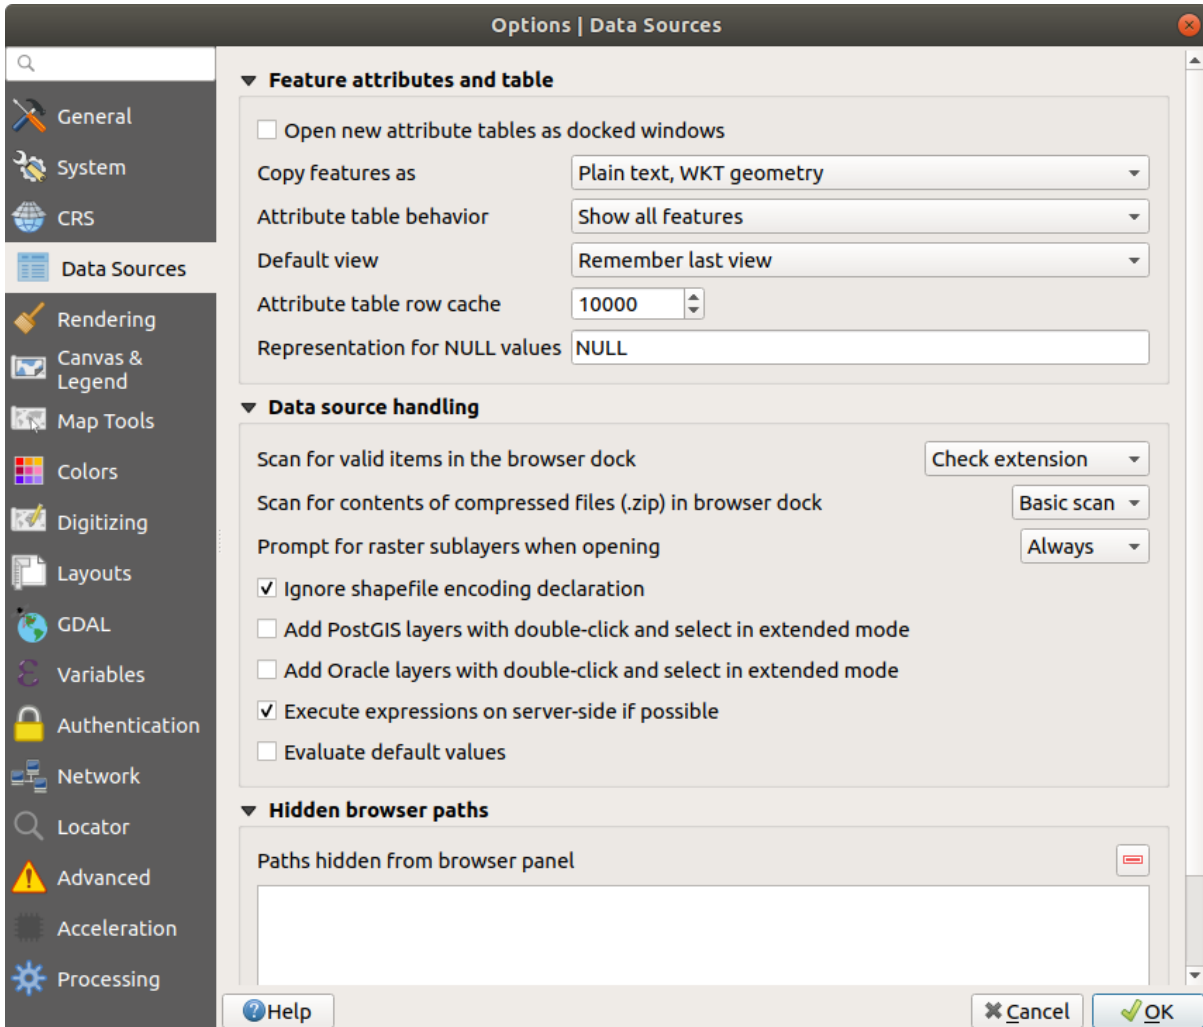 Options | Data Sources
General
System
CRS
Data Sources
Rendering
Canvas &
Legend
Map Tools
Colors
Digitizing
Layouts
GDAL
Variables
Authentication
Network
Locator
Advanced
Acceleration
Processing
Feature attributes and table
Open new attribute tables as docked windows
Copy features as Plain text, WKT geometry
Attribute table behavior Show all features
Default view Remember last view
Attribute table row cache 10000
Representation for NULL values NULL
Data source handling
Scan for valid items in the browser dock Check extension
Scan for contents of compressed files (.zip) in browser dock Basic scan
Prompt for raster sublayers when opening Always
Ignore shapefile encoding declaration
Add PostGIS layers with double-click and select in extended mode
Add Oracle layers with double-click and select in extended mode
Execute expressions on server-side if possible
Evaluate default values
Hidden browser paths
Paths hidden from browser panel
Help Cancel OK